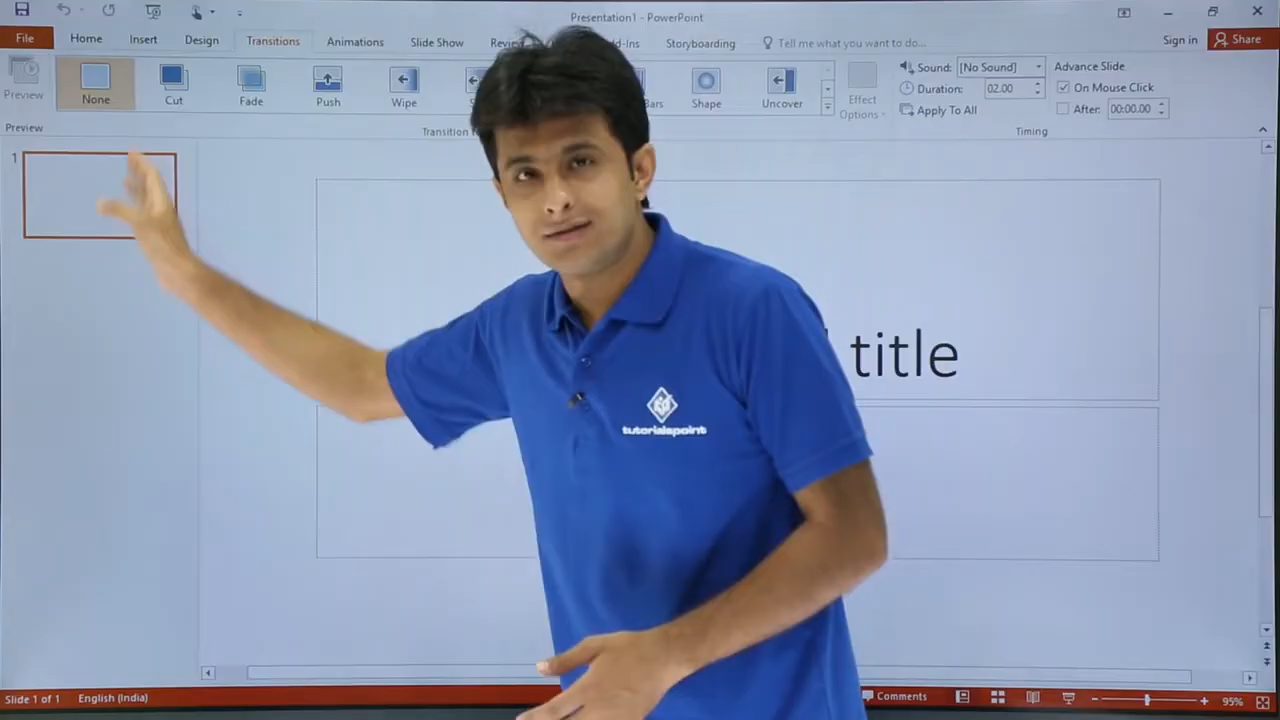 Presentation1 - PowerPoint
File Home Insert Design Transitions Animations Slide Show Tell me what you want to do... Sign in Share
Preview None Cut Fade Push Wipe Bars Shape Uncover Effect Options
Sound: [No Sound] Advance Slide
Duration: 02.00 On Mouse Click
Apply To All After: 00:00.00
Preview Transition Timing
1
title
tutorialspoint
Slide 1 of 1 English (India) Comments 95%